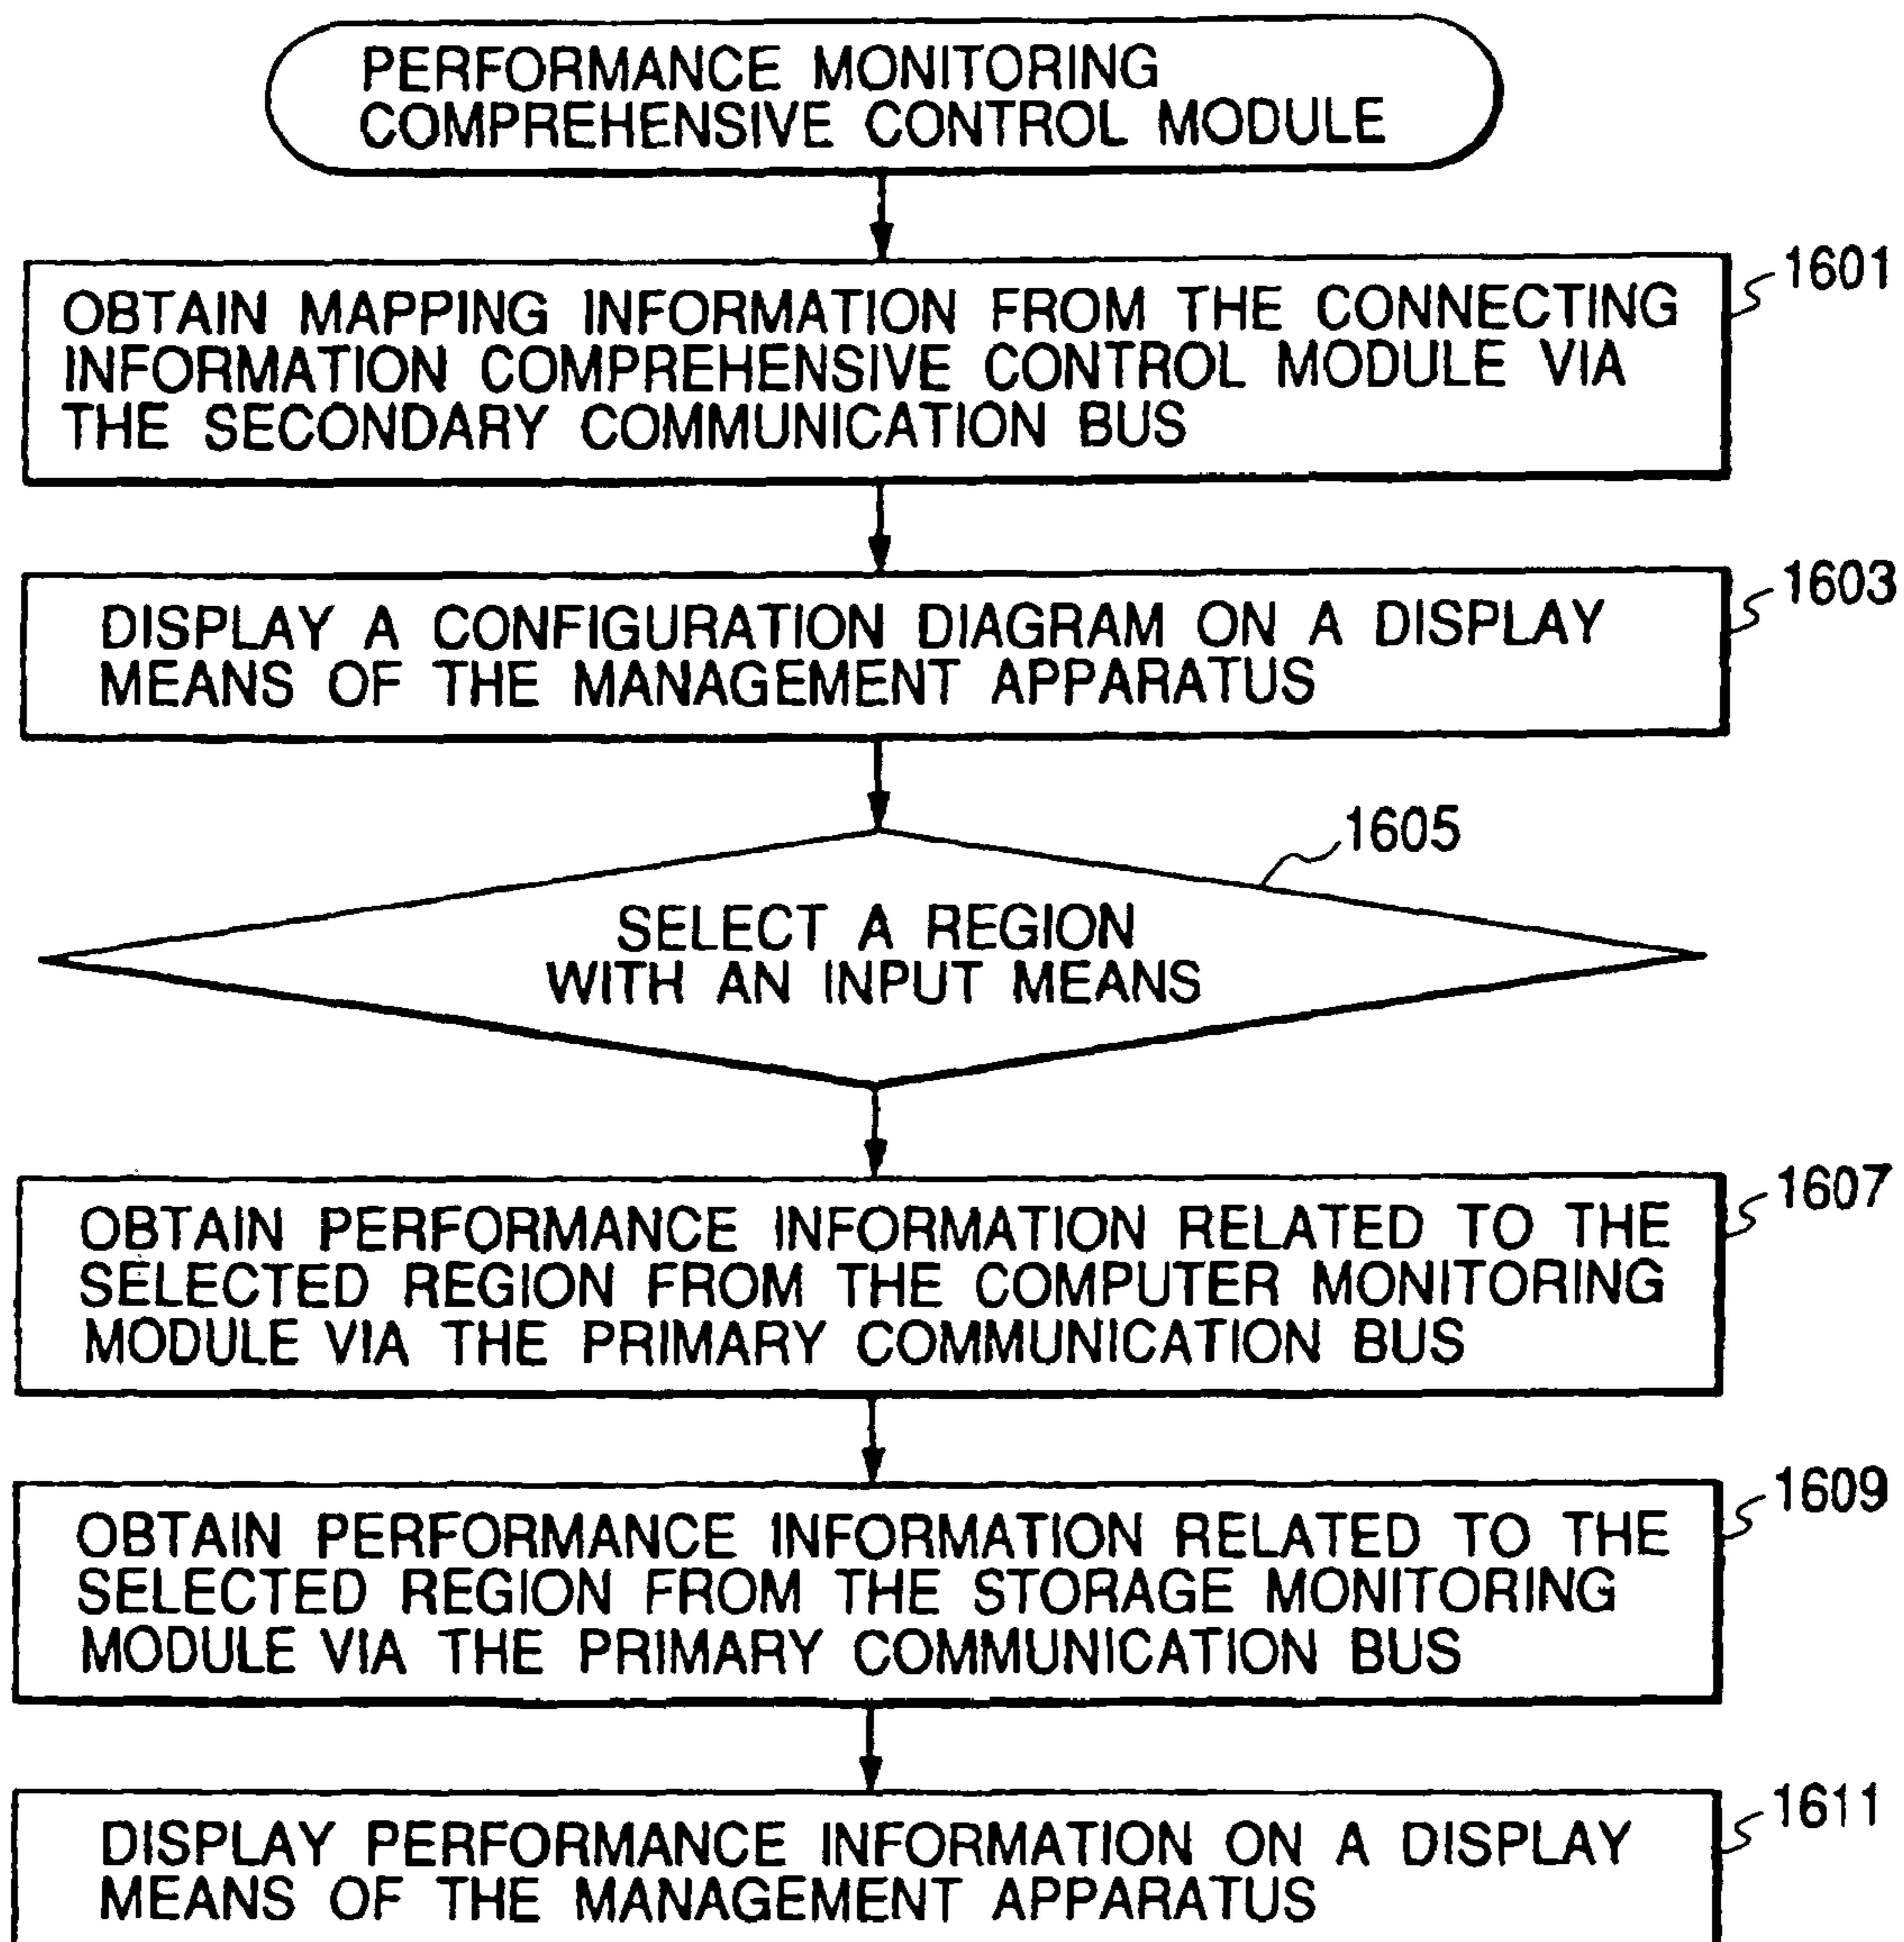 PERFORMANCE MONITORING
COMPREHENSIVE CONTROL MODULE
1601
OBTAIN MAPPING INFORMATION FROM THE CONNECTING
INFORMATION COMPREHENSIVE CONTROL MODULE VIA
THE SECONDARY COMMUNICATION BUS
1603
DISPLAY A CONFIGURATION DIAGRAM ON A DISPLAY
MEANS OF THE MANAGEMENT APPARATUS
1605
SELECT A REGION
WITH AN INPUT MEANS
1607
OBTAIN PERFORMANCE INFORMATION RELATED TO THE
SELECTED REGION FROM THE COMPUTER MONITORING
MODULE VIA THE PRIMARY COMMUNICATION BUS
1609
OBTAIN PERFORMANCE INFORMATION RELATED TO THE
SELECTED REGION FROM THE STORAGE MONITORING
MODULE VIA THE PRIMARY COMMUNICATION BUS
1611
DISPLAY PERFORMANCE INFORMATION ON A DISPLAY
MEANS OF THE MANAGEMENT APPARATUS